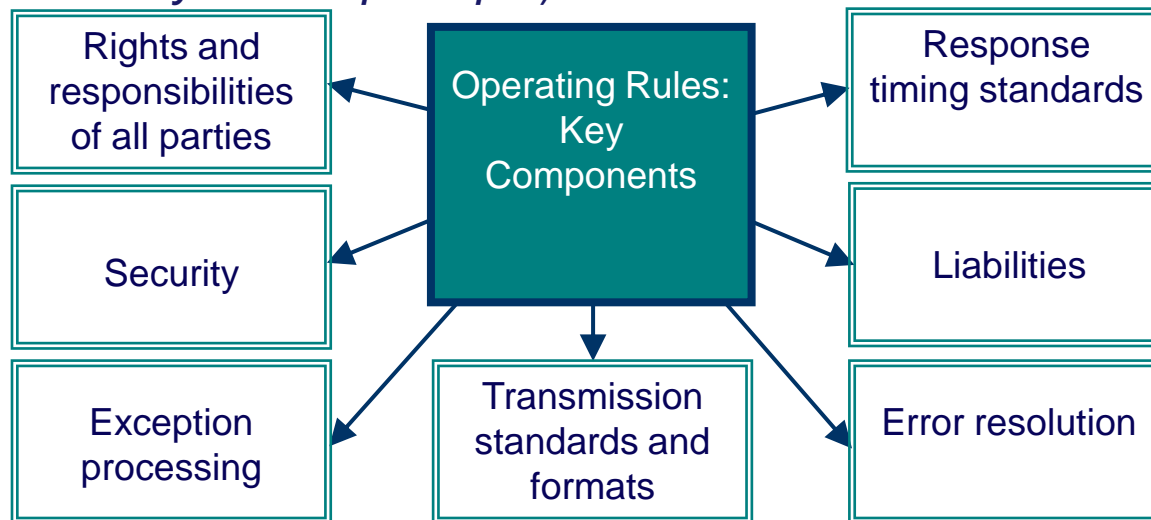 Rights and
responsibilities
of all parties
Operating Rules:
Key
Components
Response
timing standards
Security
Liabilities
Exception
processing
Transmission
standards and
formats
Error resolution